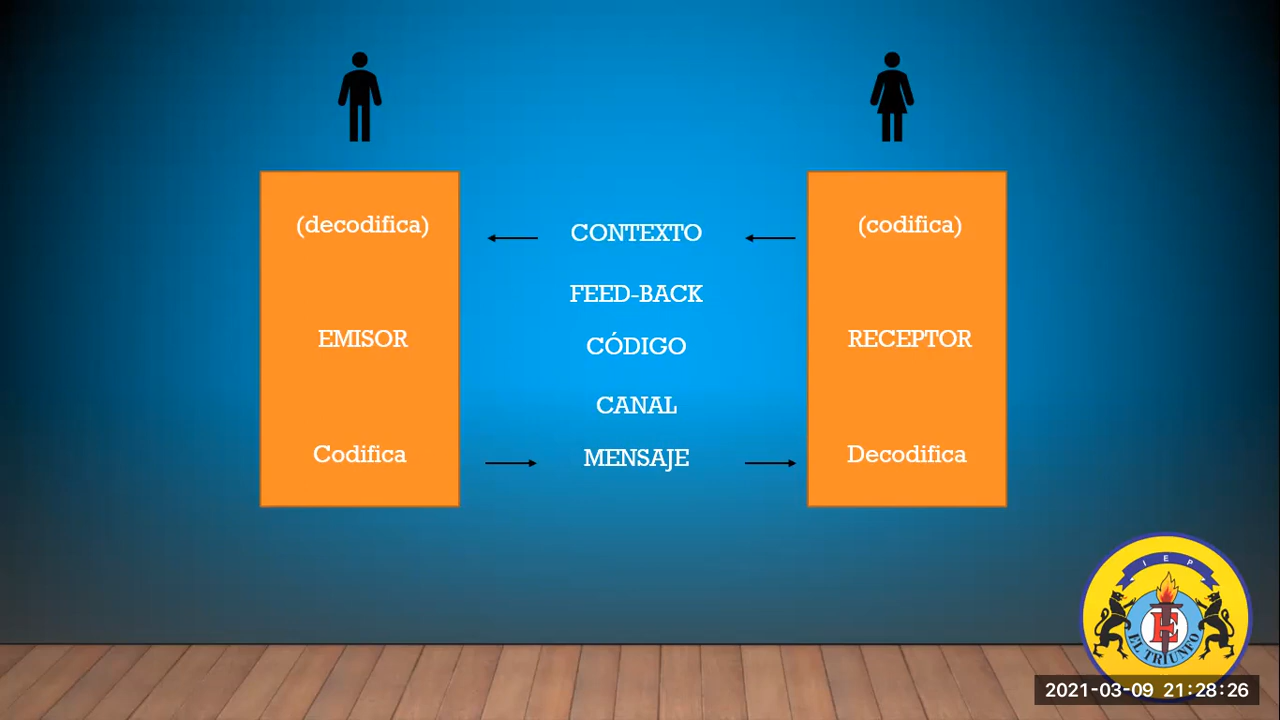 (decodifica)
CONTEXTO
(codifica)
FEED-BACK
EMISOR
CÓDIGO
RECEPTOR
CANAL
Codifica
MENSAJE
Decodifica
I E P
E
EL TRIUNFO
2021-03-09 21:28:26